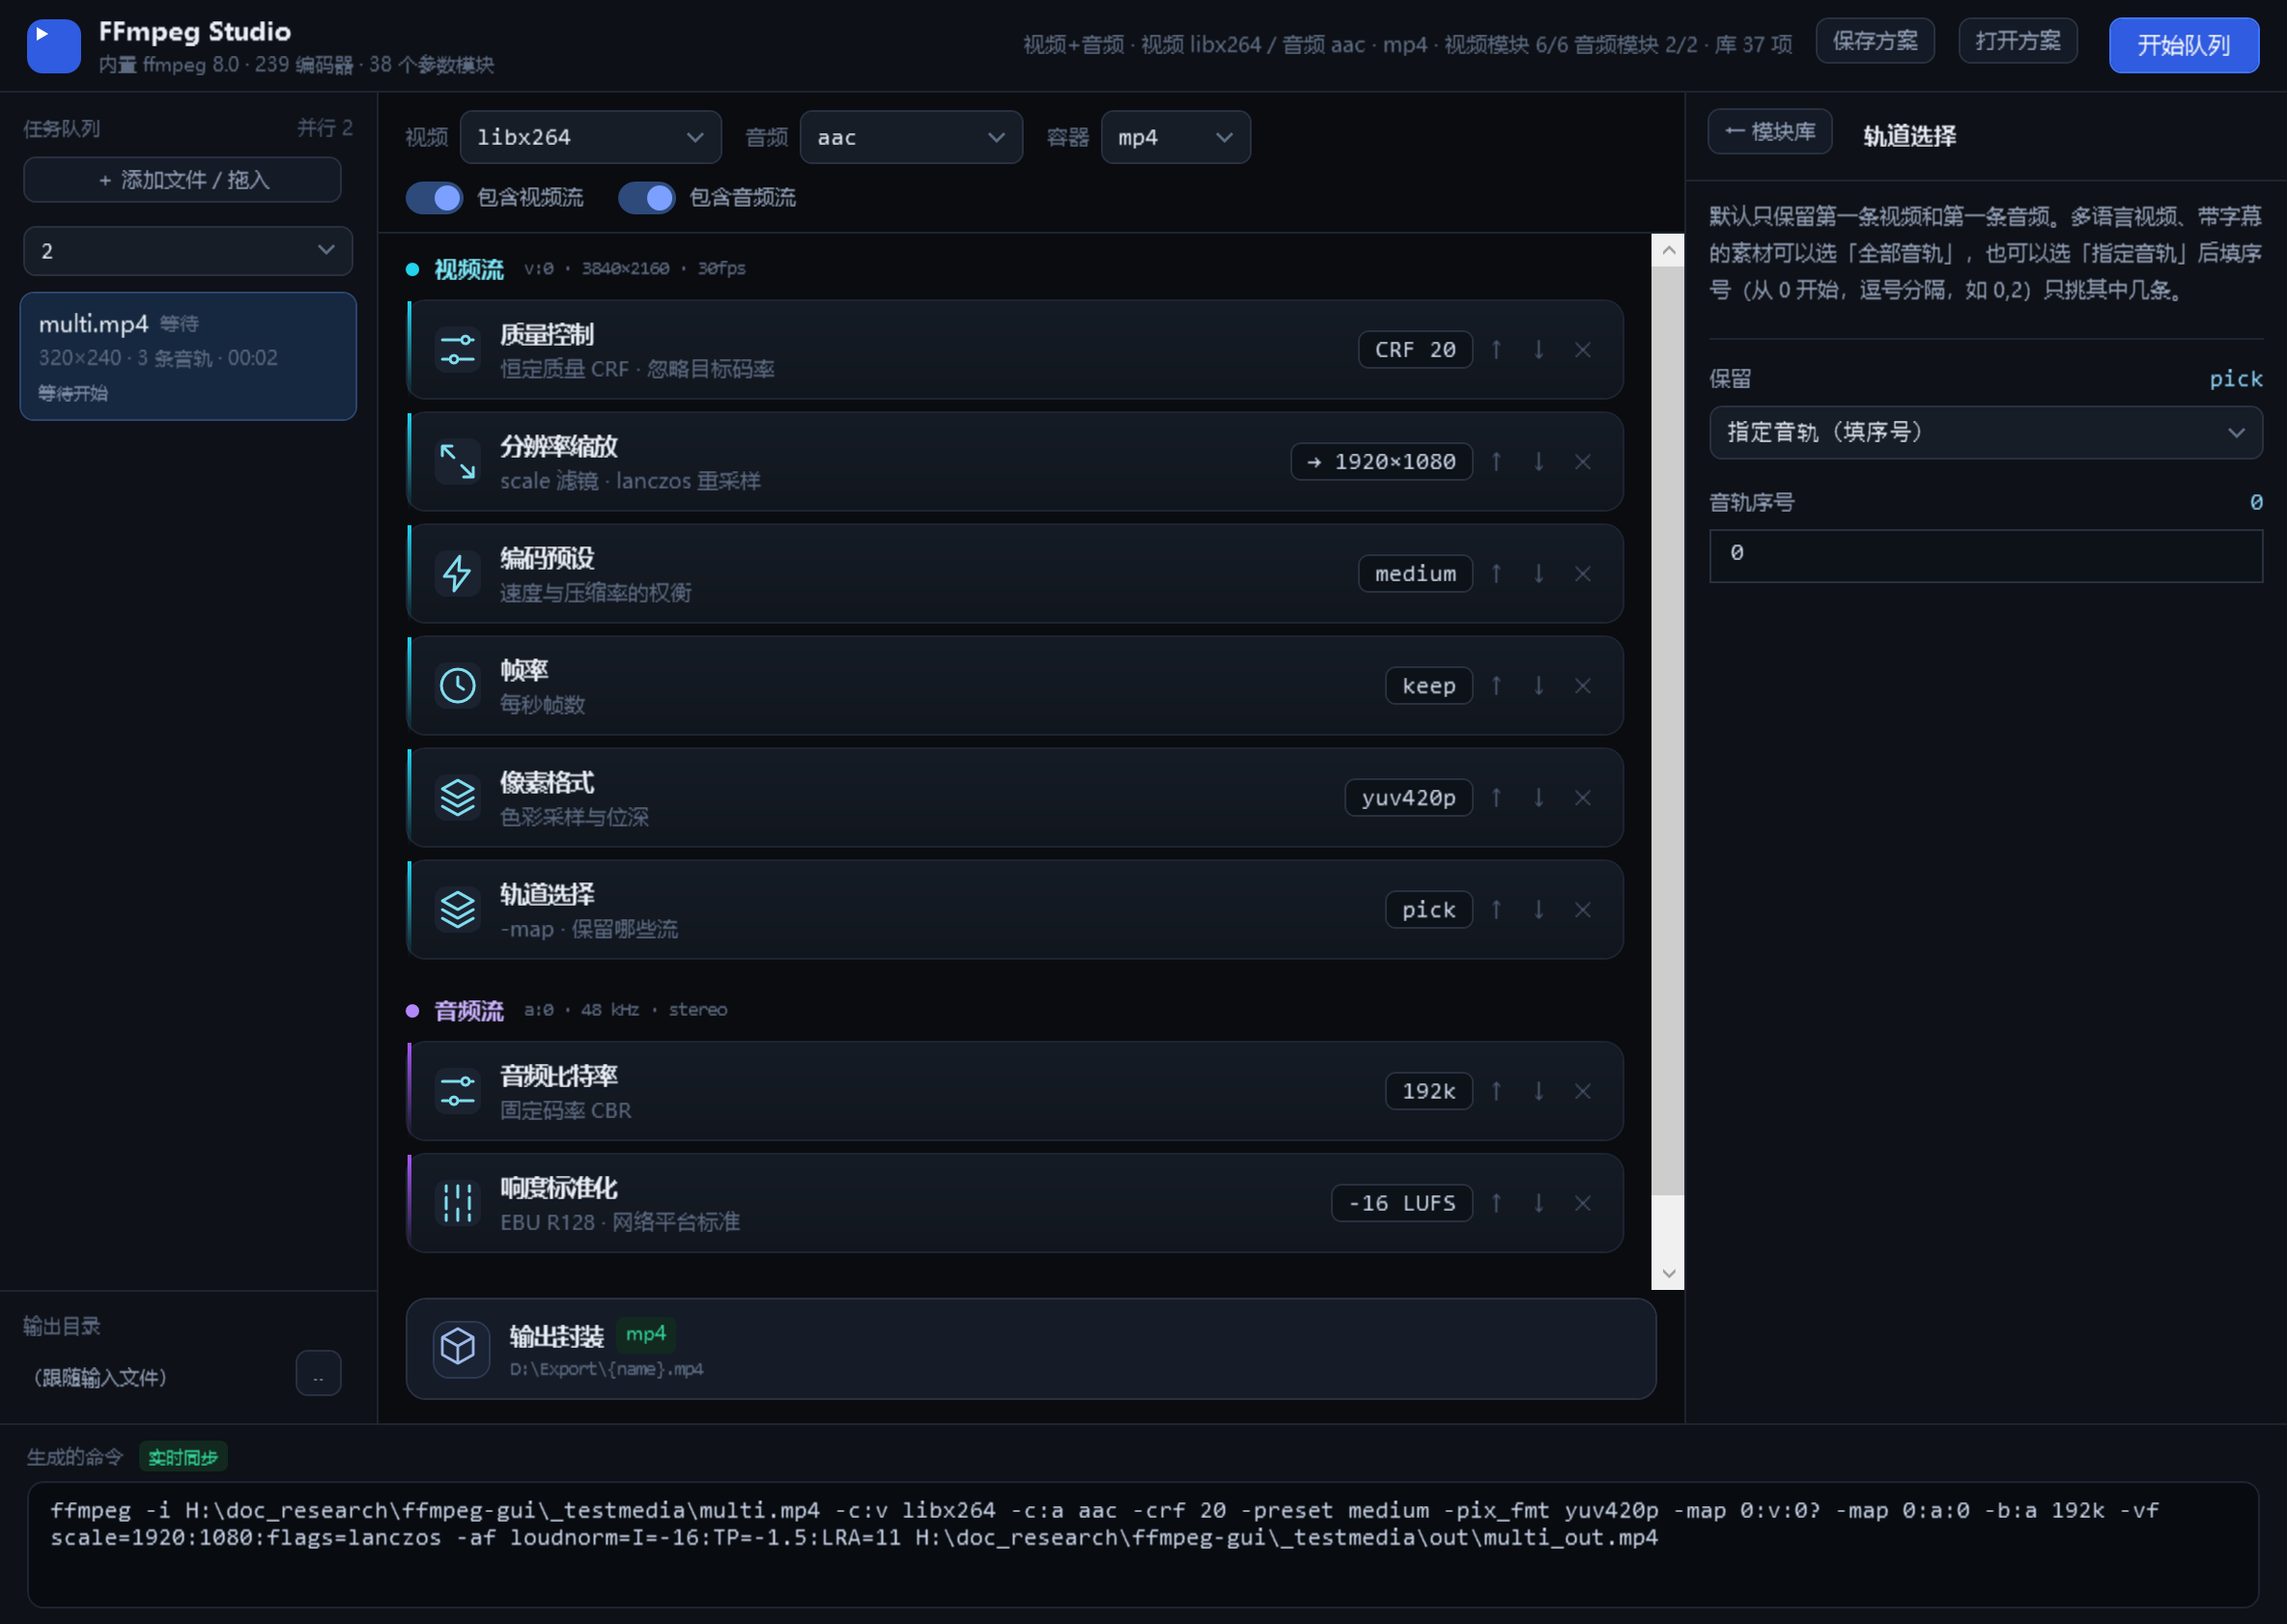 FFmpeg Studio
内置 ffmpeg 8.0 · 239 编码器 · 38 个参数模块
视频+音频 · 视频 libx264 / 音频 aac · mp4 · 视频模块 6/6 音频模块 2/2 · 库 37 项
保存方案
打开方案
开始队列
任务队列
并行 2
+ 添加文件 / 拖入
2
multi.mp4 等待
320×240 · 3 条音轨 · 00:02
等待开始
输出目录
（跟随输入文件）
..
视频 libx264
音频 aac
容器 mp4
包含视频流
包含音频流
视频流 v:0 · 3840×2160 · 30fps
质量控制
恒定质量 CRF · 忽略目标码率
CRF 20 ↑ ↓ ×
分辨率缩放
scale 滤镜 · lanczos 重采样
→ 1920×1080 ↑ ↓ ×
编码预设
速度与压缩率的权衡
medium ↑ ↓ ×
帧率
每秒帧数
keep ↑ ↓ ×
像素格式
色彩采样与位深
yuv420p ↑ ↓ ×
轨道选择
-map · 保留哪些流
pick ↑ ↓ ×
音频流 a:0 · 48 kHz · stereo
音频比特率
固定码率 CBR
192k ↑ ↓ ×
响度标准化
EBU R128 · 网络平台标准
-16 LUFS ↑ ↓ ×
输出封装 mp4
D:\Export\{name}.mp4
← 模块库
轨道选择
默认只保留第一条视频和第一条音频。多语言视频、带字幕
的素材可以选「全部音轨」，也可以选「指定音轨」后填序
号（从 0 开始，逗号分隔，如 0,2）只挑其中几条。
保留 pick
指定音轨（填序号）
音轨序号 0
0
生成的命令 实时同步
ffmpeg -i H:\doc_research\ffmpeg-gui\_testmedia\multi.mp4 -c:v libx264 -c:a aac -crf 20 -preset medium -pix_fmt yuv420p -map 0:v:0? -map 0:a:0 -b:a 192k -vf
scale=1920:1080:flags=lanczos -af loudnorm=I=-16:TP=-1.5:LRA=11 H:\doc_research\ffmpeg-gui\_testmedia\out\multi_out.mp4